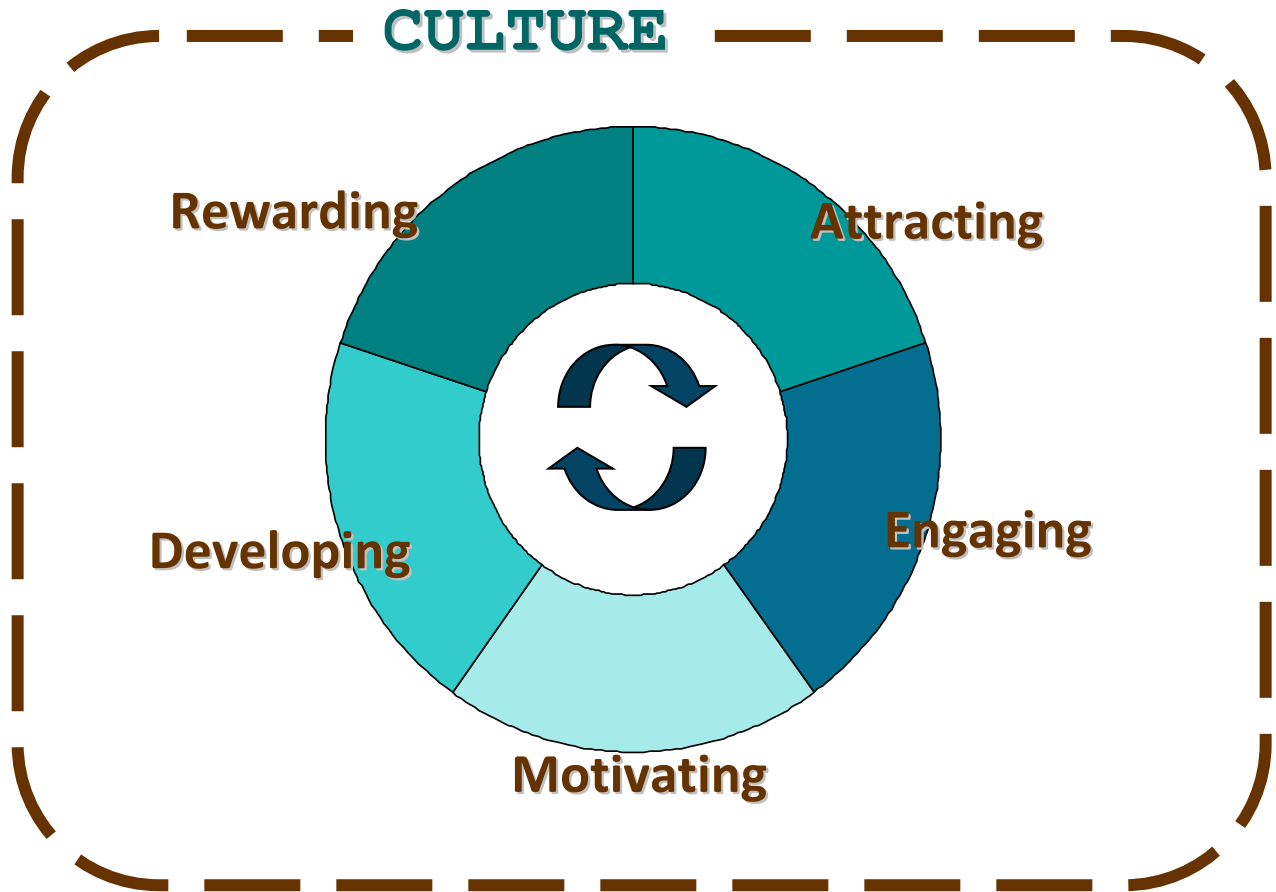 CULTURE
Rewarding
Attracting
Engaging
Developing
Motivating